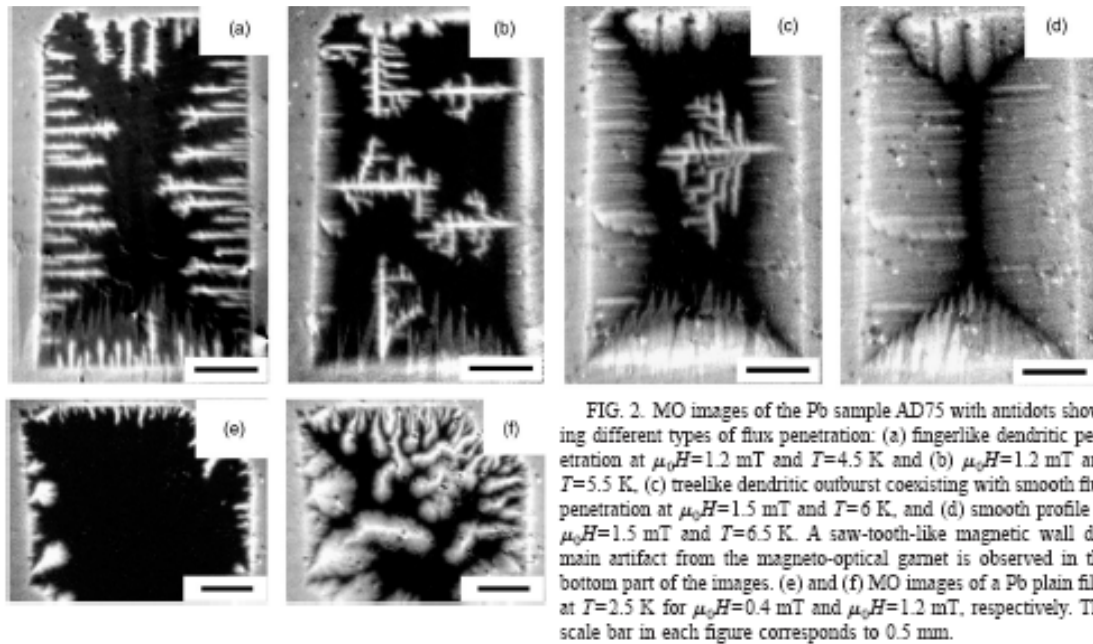 (a)
(b)
(c)
(d)
(e)
(f)
FIG. 2. MO images of the Pb sample AD75 with antidots show
ing different types of flux penetration: (a) fingerlike dendritic pe
etration at μ₀H=1.2 mT and T=4.5 K and (b) μ₀H=1.2 mT an
T=5.5 K, (c) treelike dendritic outburst coexisting with smooth flu
penetration at μ₀H=1.5 mT and T=6 K, and (d) smooth profile
μ₀H=1.5 mT and T=6.5 K. A saw-tooth-like magnetic wall d
main artifact from the magneto-optical garnet is observed in th
bottom part of the images. (e) and (f) MO images of a Pb plain fil
at T=2.5 K for μ₀H=0.4 mT and μ₀H=1.2 mT, respectively. Th
scale bar in each figure corresponds to 0.5 mm.